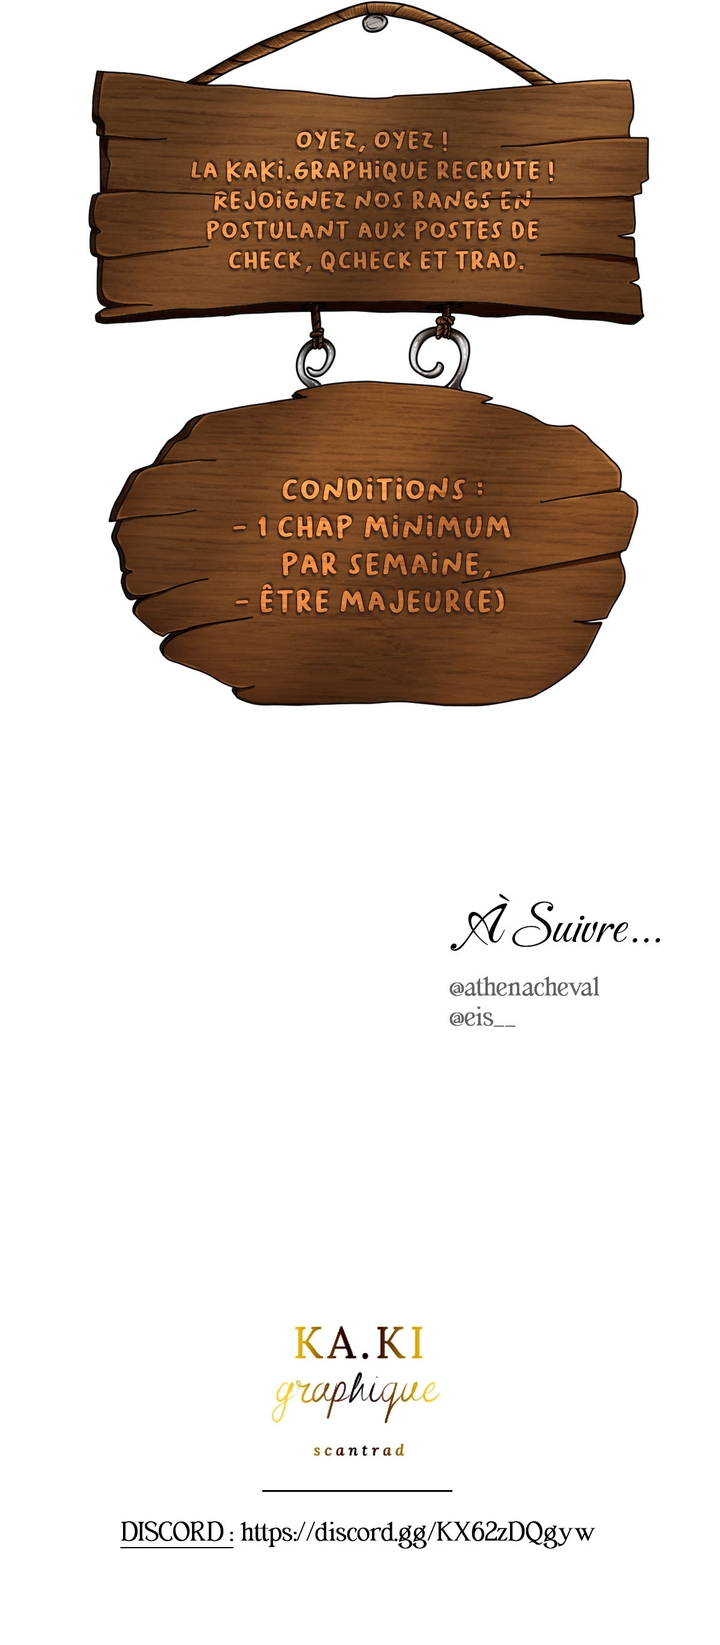 OYEZ, OYEZ !
LA KAKI.GRAPHIQUE RECRUTE !
REJOIGNEZ NOS RANGS EN
POSTULANT AUX POSTES DE
CHECK, QCHECK ET TRAD.
CONDITIONS :
- 1 CHAP MINIMUM
PAR SEMAINE,
- ÊTRE MAJEUR(E)
À Suivre...
@athenacheval
@eis__
KA.KI
graphique
scantrad
DISCORD : https://discord.gg/KX62zDQgyw